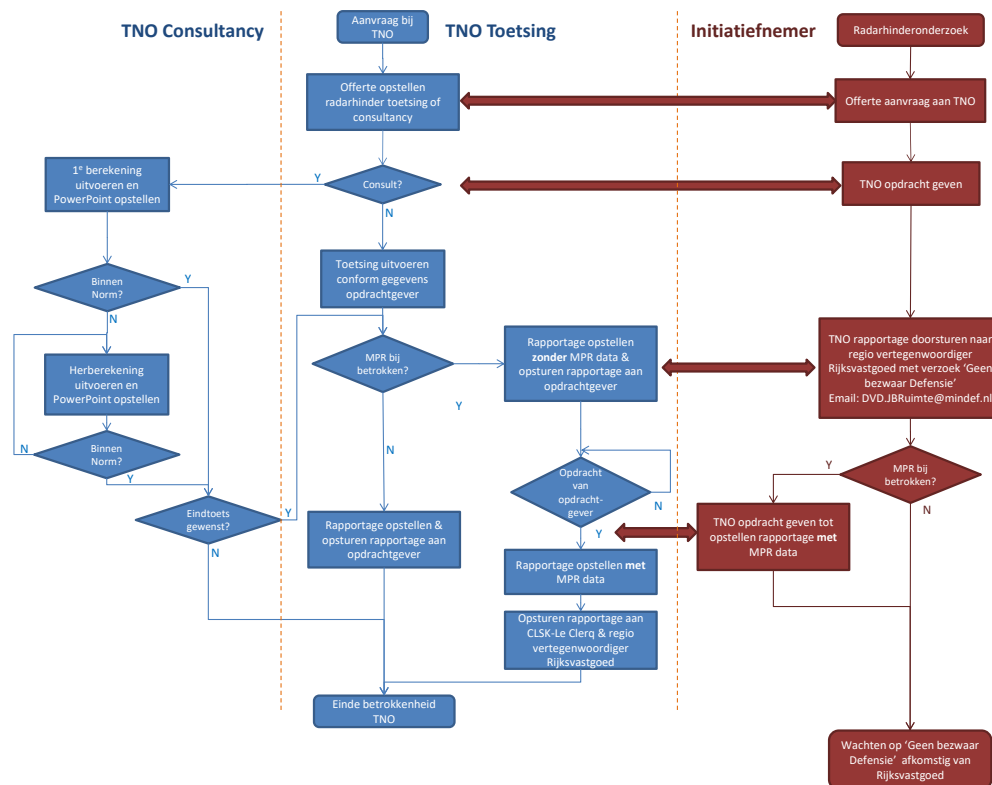 TNO Consultancy
TNO Toetsing
Initiatiefnemer
Aanvraag bij
TNO
Radarhinderonderzoek
Offerte opstellen
radarhinder toetsing of
consultancy
Offerte aanvraag aan TNO
1e berekening
uitvoeren en
PowerPoint opstellen
Y
Consult?
N
TNO opdracht geven
Toetsing uitvoeren
conform gegevens
opdrachtgever
Binnen
Norm?
Y
N
Herberekening
uitvoeren en
PowerPoint opstellen
N
Binnen
Norm?
Y
Eindtoets
gewenst?
Y
N
MPR bij
betrokken?
Y
N
Rapportage opstellen
zonder MPR data &
opsturen rapportage aan
opdrachtgever
TNO rapportage doorsturen naar
regio vertegenwoordiger
Rijksvastgoed met verzoek ‘Geen
bezwaar Defensie’
Email: DVD.JBRuimte@mindef.nl
Opdracht
van
opdracht-
gever
N
Y
Y
MPR bij
betrokken?
N
Rapportage opstellen &
opsturen rapportage aan
opdrachtgever
TNO opdracht geven tot
opstellen rapportage met
MPR data
Rapportage opstellen met
MPR data
Opsturen rapportage aan
CLSK-Le Clerq & regio
vertegenwoordiger
Rijksvastgoed
Einde betrokkenheid
TNO
Wachten op ‘Geen bezwaar
Defensie’ afkomstig van
Rijksvastgoed